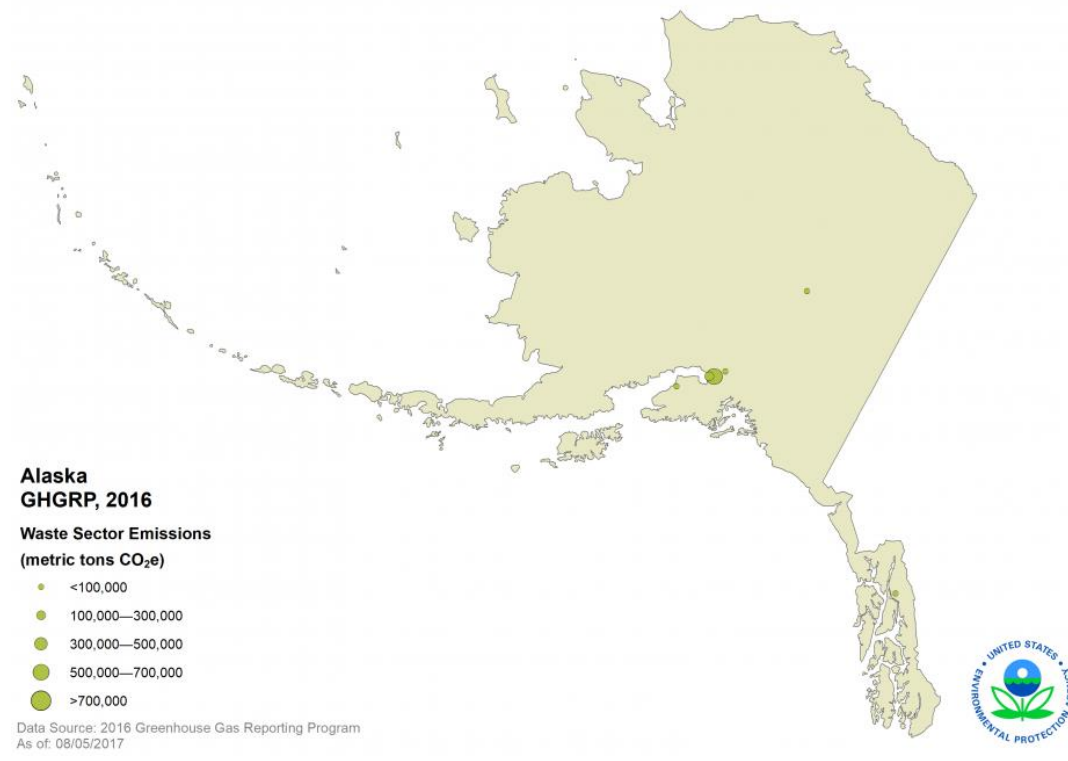 Alaska
GHGRP, 2016
Waste Sector Emissions
(metric tons CO₂e)
<100,000
100,000—300,000
300,000—500,000
500,000—700,000
>700,000
Data Source: 2016 Greenhouse Gas Reporting Program
As of: 08/05/2017
UNITED STATES
ENVIRONMENTAL PROTECTION